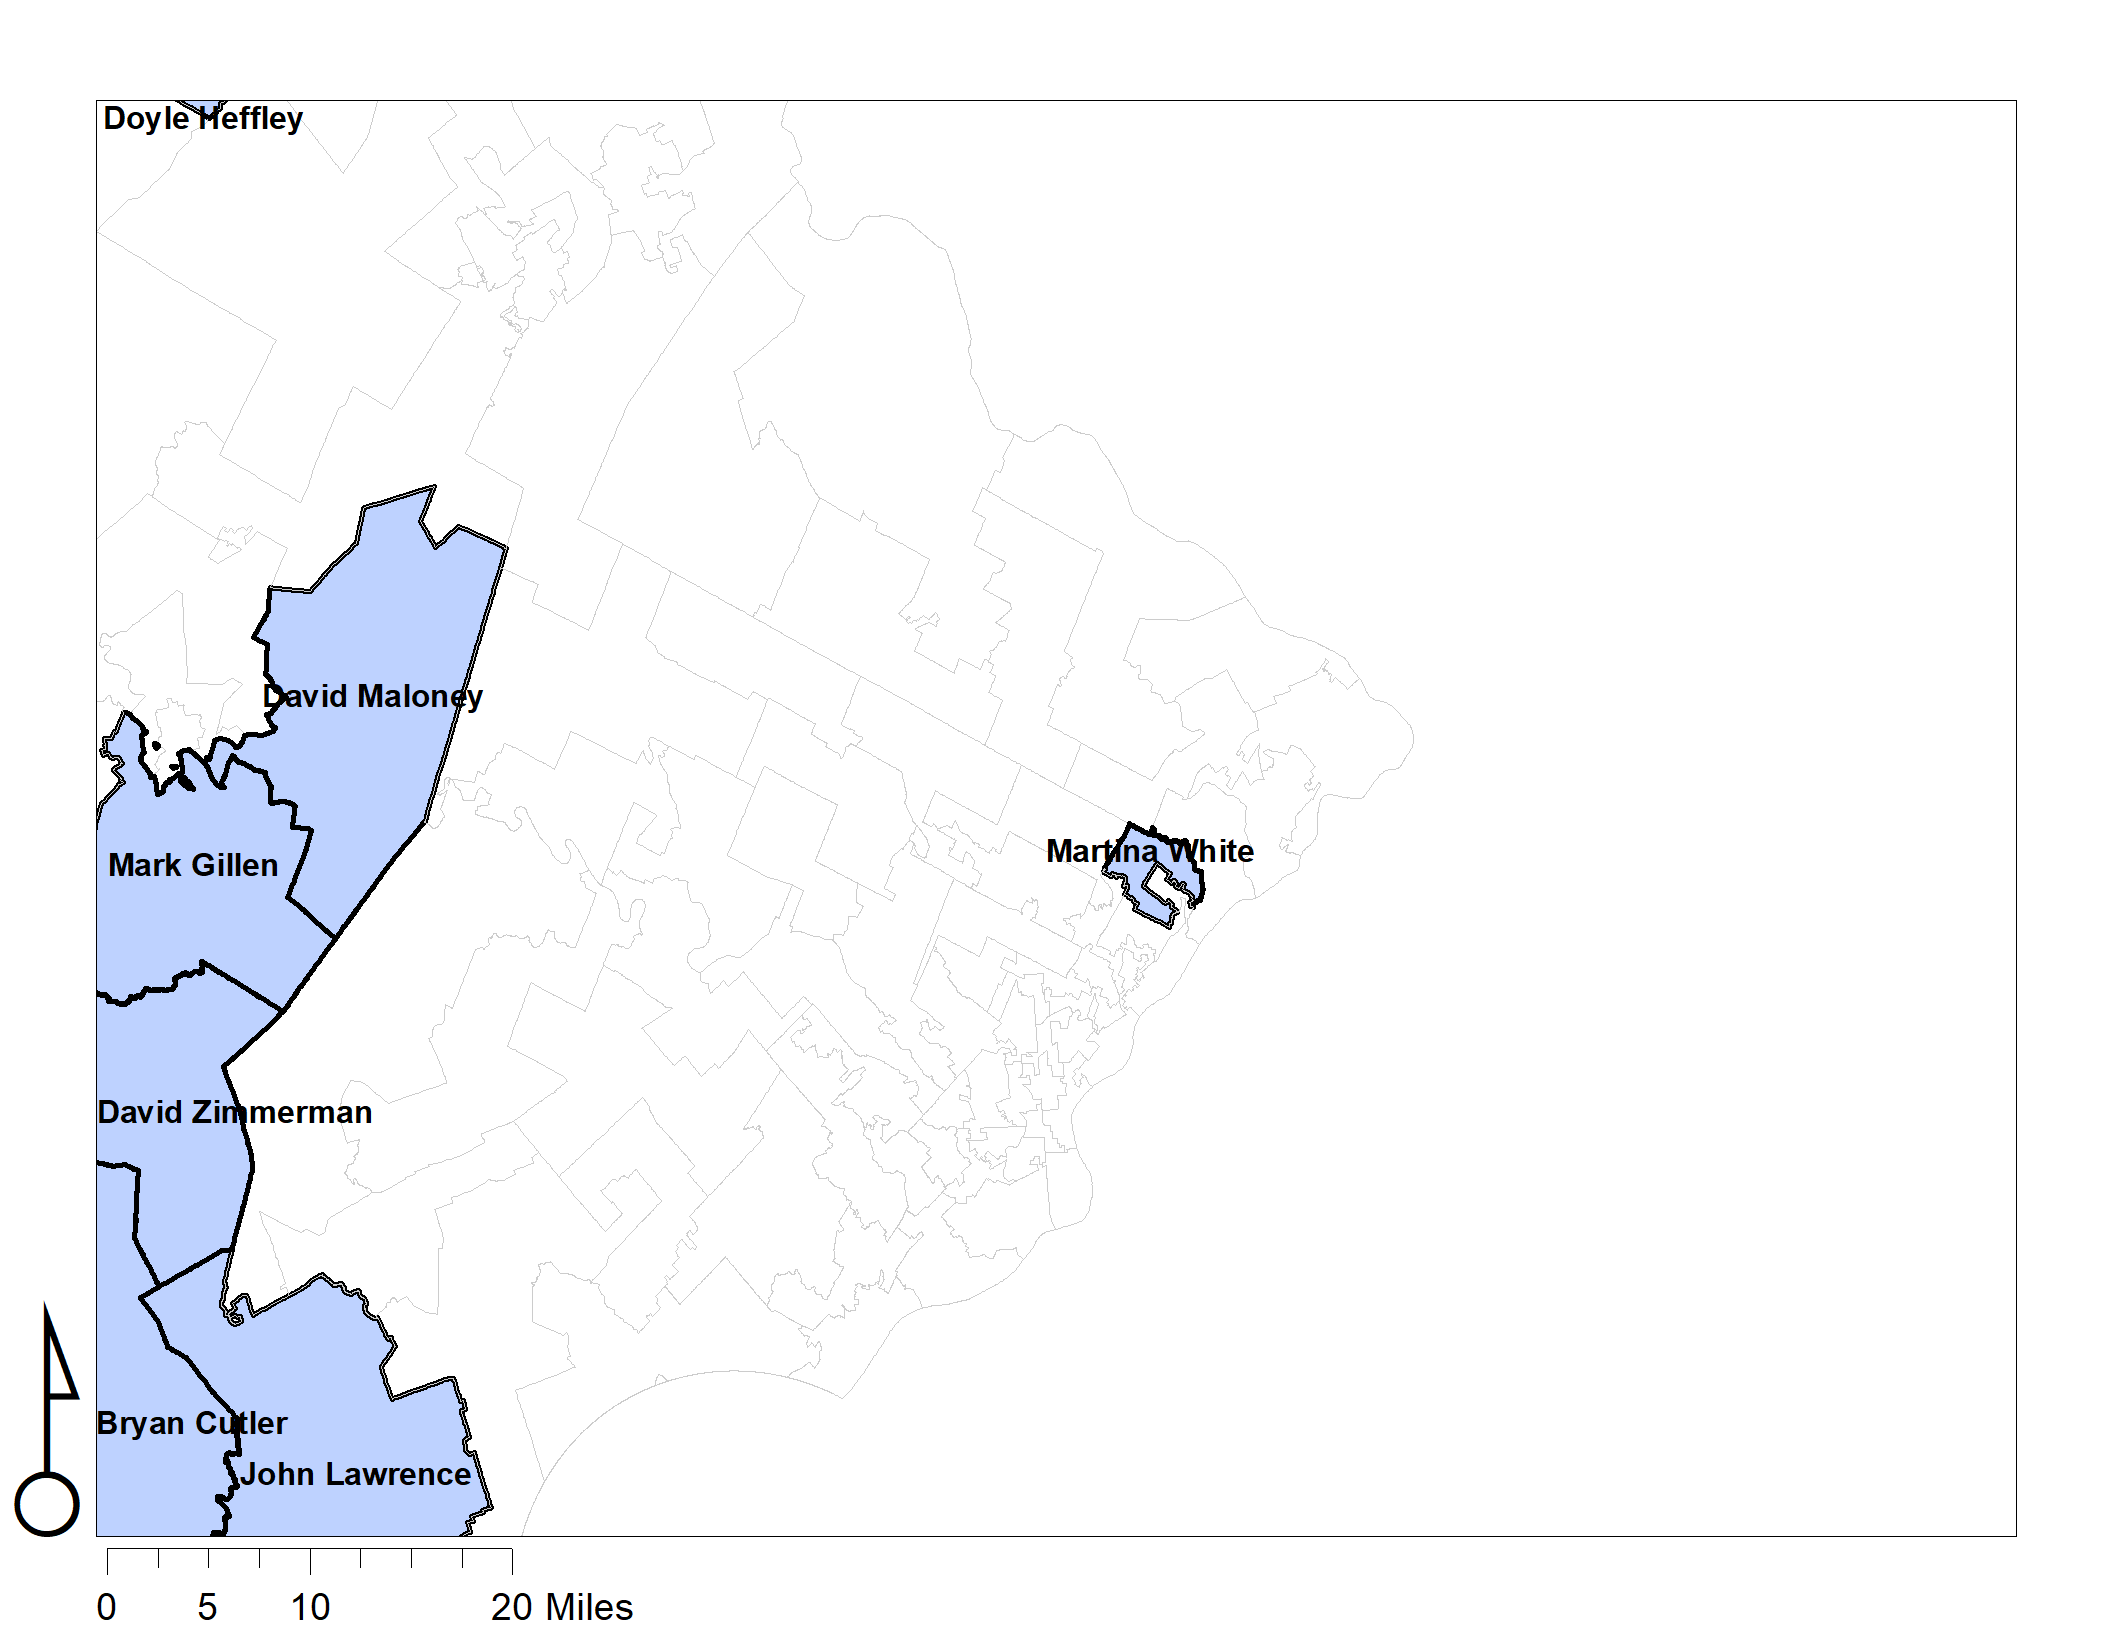 Doyle Heffley
David Maloney
Martina White
Mark Gillen
David Zimmerman
Bryan Cutler
John Lawrence
0 5 10 20 Miles